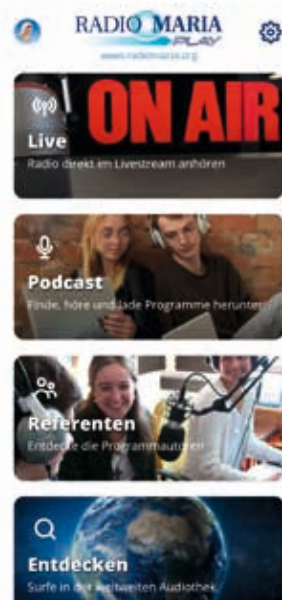 RADIO MARIA
PLAY
www.radiomaria.org
ON AIR
Live
Radio direkt im Livestream anhören
Podcast
Finde, höre und lade Programme herunter
Referenten
Entdecke die Programmautoren
Entdecken
Surfe in der weltweiten Audiothek